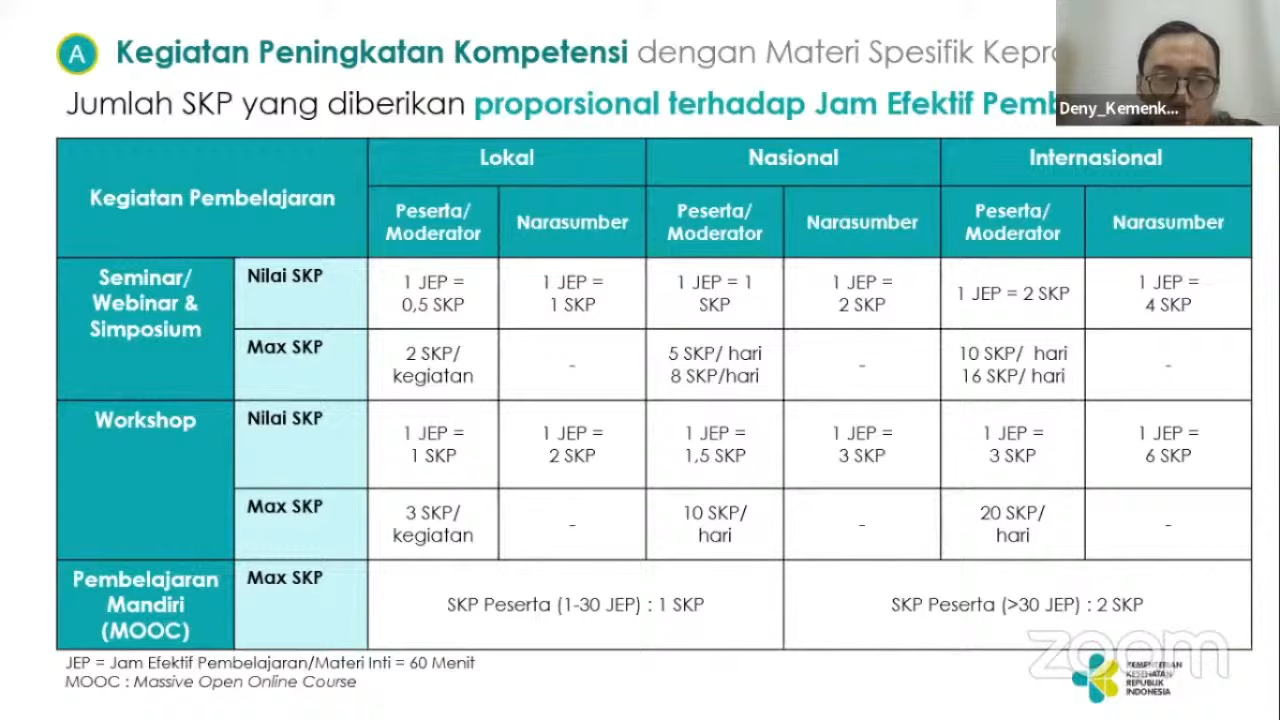 A Kegiatan Peningkatan Kompetensi dengan Materi Spesifik
Jumlah SKP yang diberikan proporsional terhadap Jam Efektif
Deny_Kemenk...
Kegiatan Pembelajaran
Lokal
Nasional
Internasional
Peserta/
Moderator
Narasumber
Peserta/
Moderator
Narasumber
Peserta/
Moderator
Narasumber
Seminar/
Webinar &
Simposium
Nilai SKP
1 JEP =
0,5 SKP
1 JEP =
1 SKP
1 JEP = 1
SKP
1 JEP =
2 SKP
1 JEP = 2 SKP
1 JEP =
4 SKP
Max SKP
2 SKP/
kegiatan
-
5 SKP/ hari
8 SKP/hari
-
10 SKP/ hari
16 SKP/ hari
-
Workshop
Nilai SKP
1 JEP =
1 SKP
1 JEP =
2 SKP
1 JEP =
1,5 SKP
1 JEP =
3 SKP
1 JEP =
3 SKP
1 JEP =
6 SKP
Max SKP
3 SKP/
kegiatan
-
10 SKP/
hari
-
20 SKP/
hari
-
Pembelajaran
Mandiri
(MOOC)
Max SKP
SKP Peserta (1-30 JEP) : 1 SKP
SKP Peserta (>30 JEP) : 2 SKP
JEP = Jam Efektif Pembelajaran/Materi Inti = 60 Menit
MOOC : Massive Open Online Course
zoom
KEMENTERIAN
KESEHATAN
REPUBLIK
INDONESIA